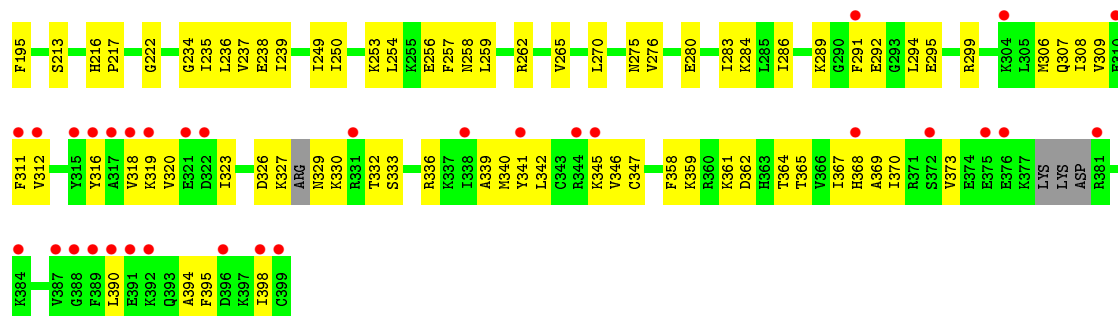 F195 S213 H216 P217 G222 G234 I235 L236 V237 E238 I239 I249 I250 K253 L254 K255 E256 F257 N258 L259 R262 V265 L270 N275 V276 E280 I283 K284 L285 I286 K289 G290 F291 E292 G293 L294 E295 R299 K304 L305 M306 Q307 I308 V309 E310
F311 V312 Y315 Y316 A317 V318 K319 V320 E321 D322 I323 D326 K327 ARG N329 K330 R331 T332 S333 R336 K337 I338 A339 M340 Y341 L342 C343 R344 K345 V346 C347 F358 K359 R360 K361 D362 H363 T364 T365 V366 I367 H368 A369 I370 R371 S372 V373 E374 E375 E376 K377 LYS LYS ASP R381
K384 V387 G388 F389 L390 E391 K392 Q393 A394 F395 D396 K397 I398 C399